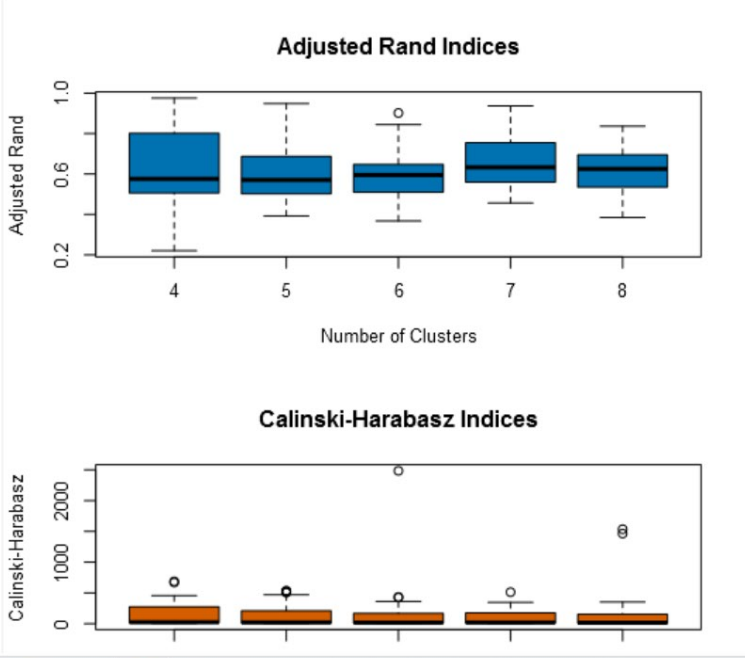 Adjusted Rand Indices
Adjusted Rand
1.0
0.6
0.2
4 5 6 7 8
Number of Clusters
Calinski-Harabasz Indices
Calinski-Harabasz
2000
1000
0